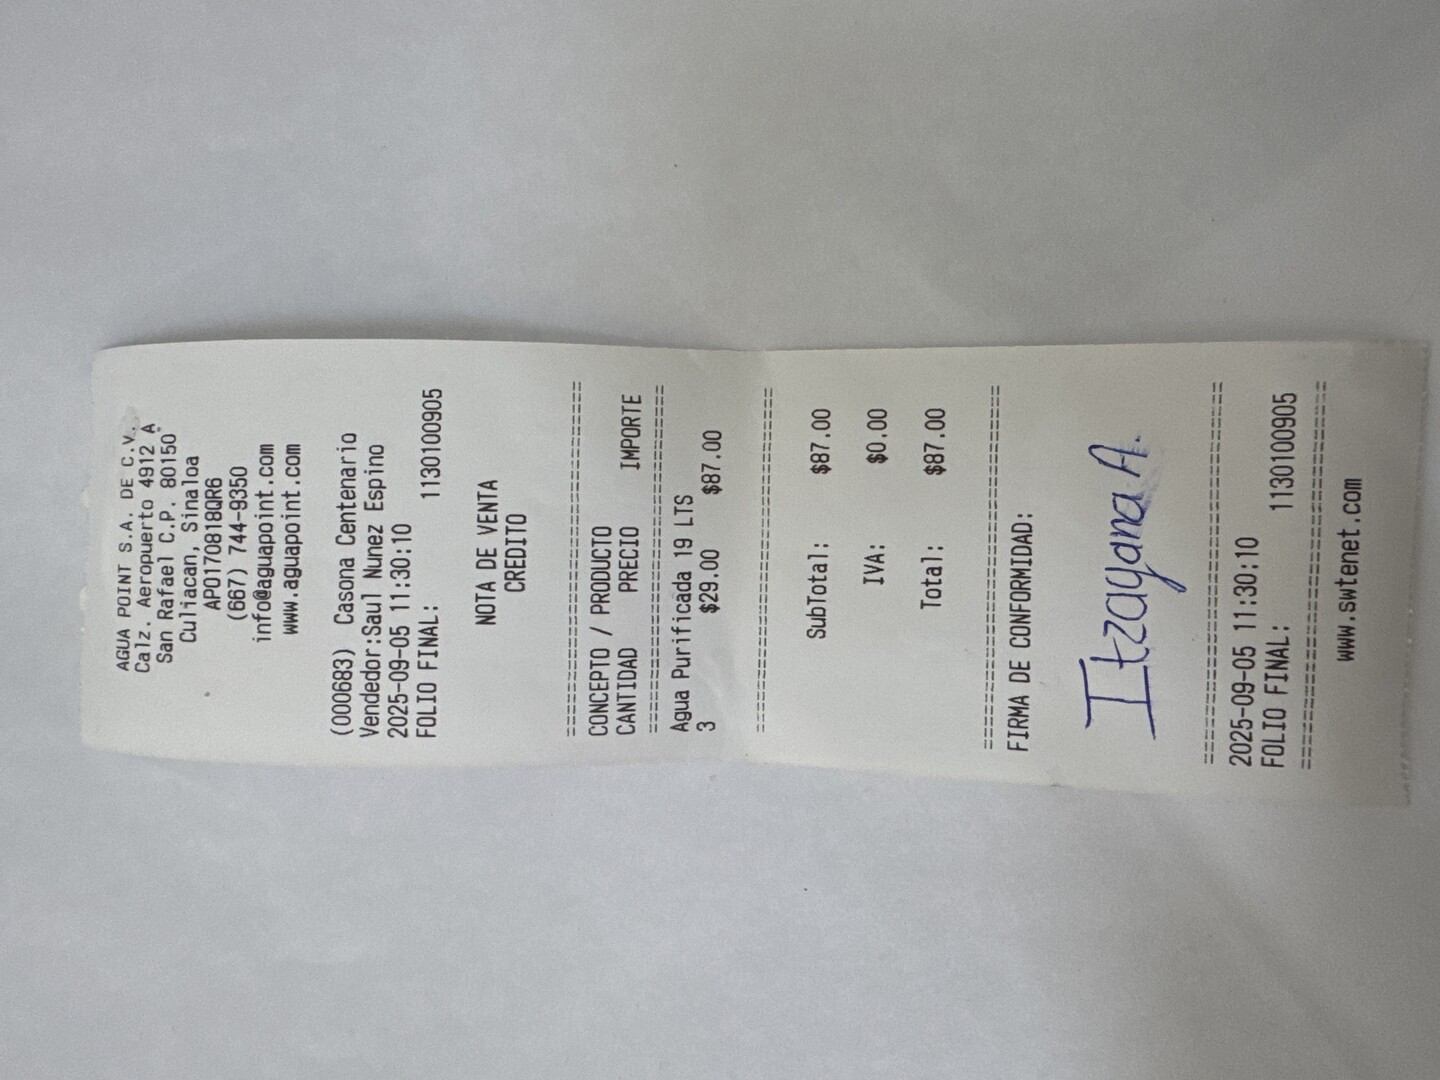 AGUA POINT S.A. DE C.V.
Calz. Aeropuerto 4912 A
San Rafael C.P. 80150
Culiacan, Sinaloa
APO170818QR6
(667) 744-9350
info@aguapoint.com
www.aguapoint.com
(000683), Casona Centenario
Vendedor:Saul Nunez Espino
2025-09-05 11:30:10
FOLIO FINAL: 1130100905
NOTA DE VENTA
CREDITO
CONCEPTO / PRODUCTO
CANTIDAD PRECIO IMPORTE
Agua Purificada 19 LTS
3 $29.00 $87.00
SubTotal: $87.00
IVA: $0.00
Total: $87.00
FIRMA DE CONFORMIDAD:
Itzayana A.
2025-09-05 11:30:10
FOLIO FINAL: 1130100905
www.swtenet.com